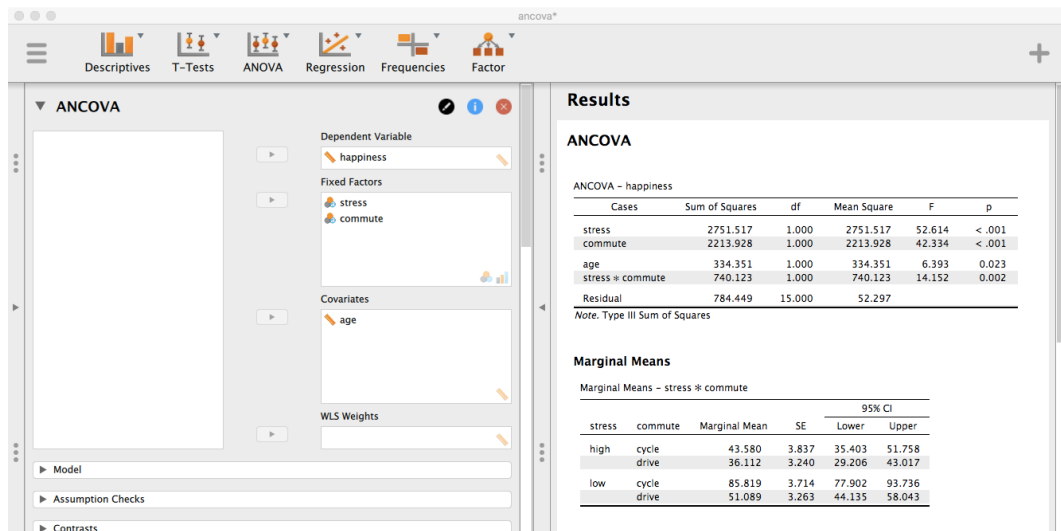 ancova*
Descriptives T-Tests ANOVA Regression Frequencies Factor
ANCOVA
Dependent Variable
happiness
Fixed Factors
stress
commute
Covariates
age
WLS Weights
Model
Assumption Checks
Contrasts
Results
ANCOVA
ANCOVA – happiness
Cases Sum of Squares df Mean Square F p
stress 2751.517 1.000 2751.517 52.614 < .001
commute 2213.928 1.000 2213.928 42.334 < .001
age 334.351 1.000 334.351 6.393 0.023
stress ∗ commute 740.123 1.000 740.123 14.152 0.002
Residual 784.449 15.000 52.297
Note. Type III Sum of Squares
Marginal Means
Marginal Means – stress ∗ commute
95% CI
stress commute Marginal Mean SE Lower Upper
high cycle 43.580 3.837 35.403 51.758
drive 36.112 3.240 29.206 43.017
low cycle 85.819 3.714 77.902 93.736
drive 51.089 3.263 44.135 58.043